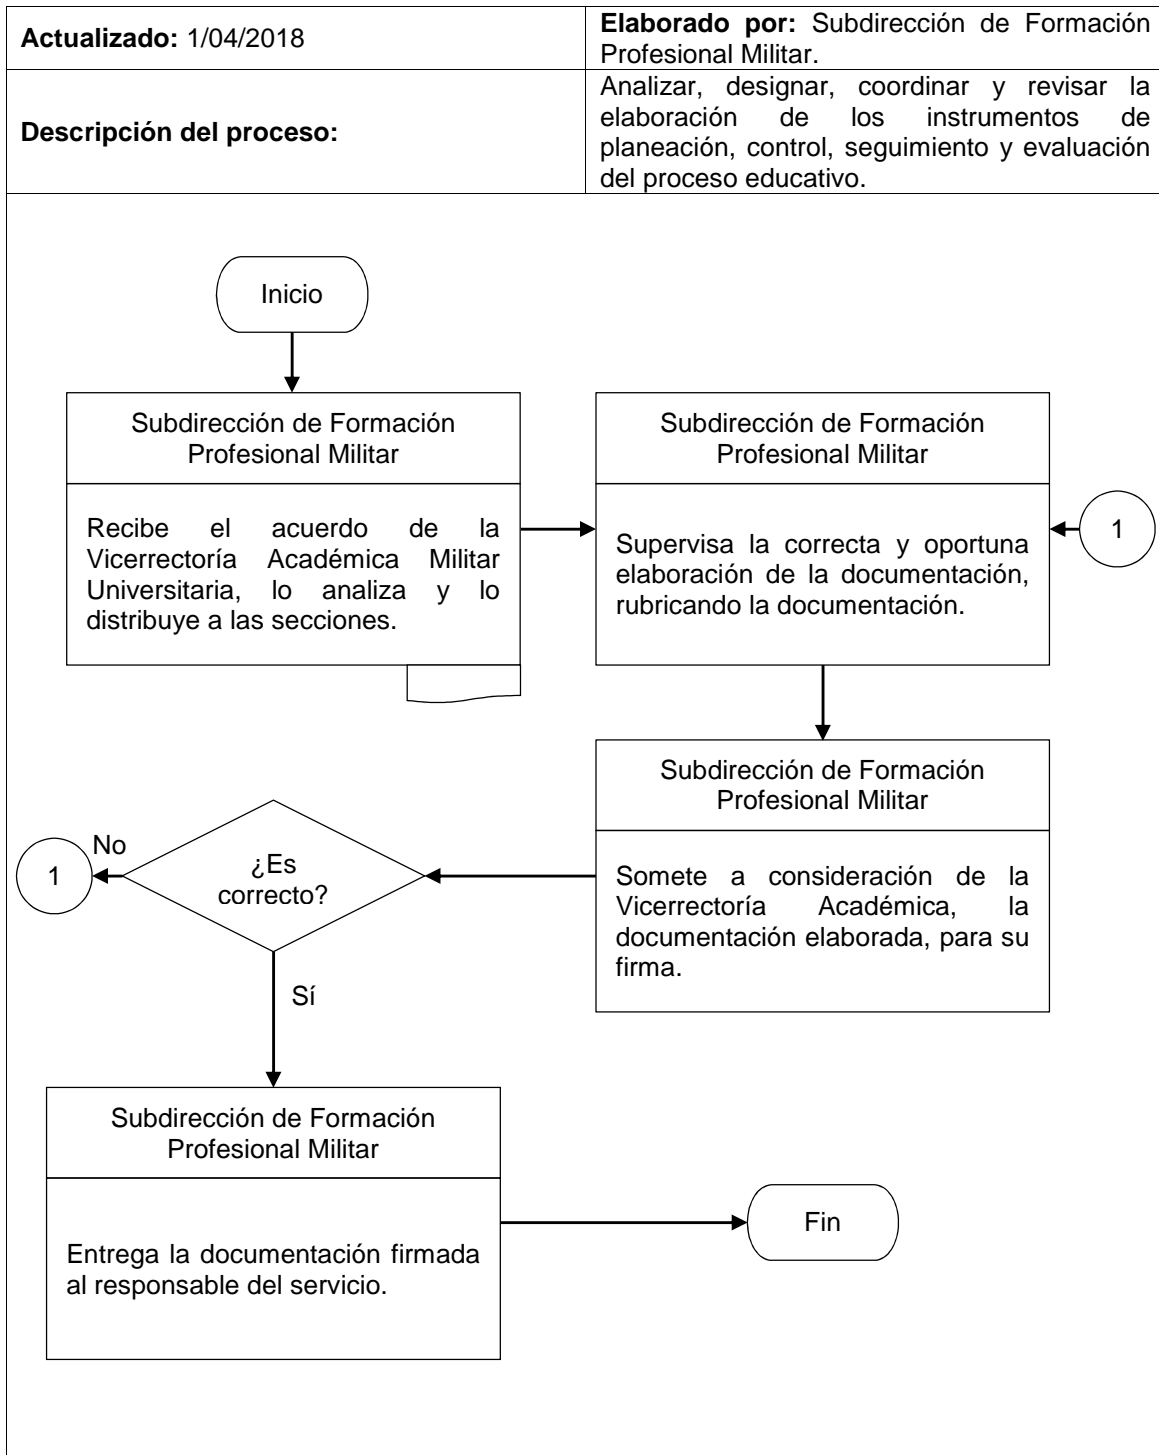 Actualizado: 1/04/2018
Elaborado por: Subdirección de Formación
Profesional Militar.
Descripción del proceso:
Analizar, designar, coordinar y revisar la
elaboración de los instrumentos de
planeación, control, seguimiento y evaluación
del proceso educativo.
Inicio
Subdirección de Formación
Profesional Militar
Recibe el acuerdo de la
Vicerrectoría Académica Militar
Universitaria, lo analiza y lo
distribuye a las secciones.
Subdirección de Formación
Profesional Militar
Supervisa la correcta y oportuna
elaboración de la documentación,
rubricando la documentación.
1
Subdirección de Formación
Profesional Militar
Somete a consideración de la
Vicerrectoría Académica, la
documentación elaborada, para su
firma.
¿Es
correcto?
No
1
Sí
Subdirección de Formación
Profesional Militar
Entrega la documentación firmada
al responsable del servicio.
Fin